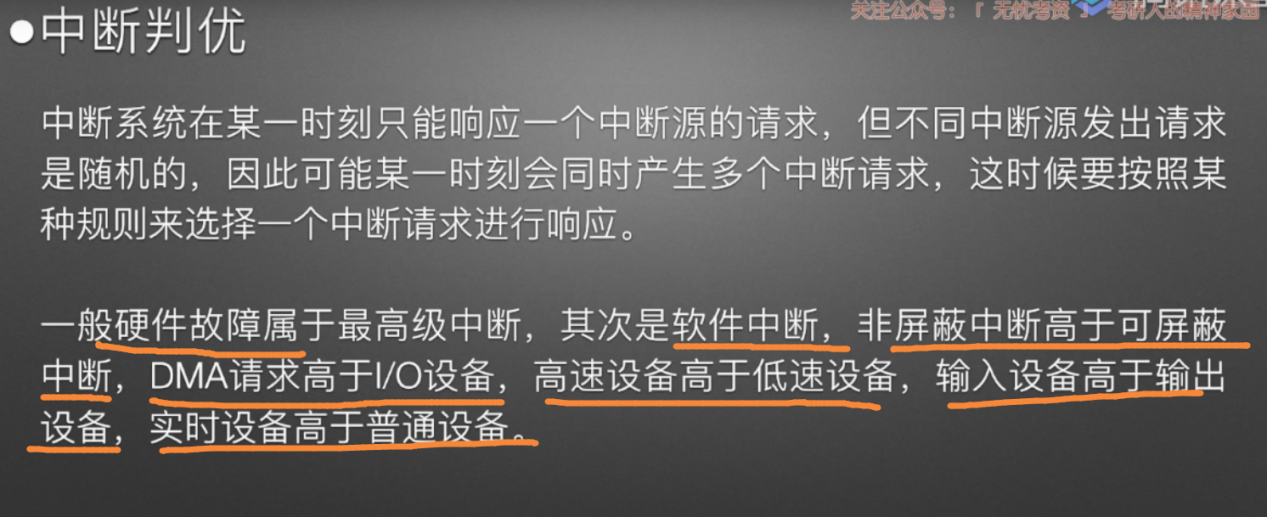 关注公众号：「无忧考资」考研人的精神家园
●中断判优
中断系统在某一时刻只能响应一个中断源的请求，但不同中断源发出请求
是随机的，因此可能某一时刻会同时产生多个中断请求，这时候要按照某
种规则来选择一个中断请求进行响应。
一般硬件故障属于最高级中断，其次是软件中断，非屏蔽中断高于可屏蔽
中断，DMA请求高于I/O设备，高速设备高于低速设备，输入设备高于输出
设备，实时设备高于普通设备。